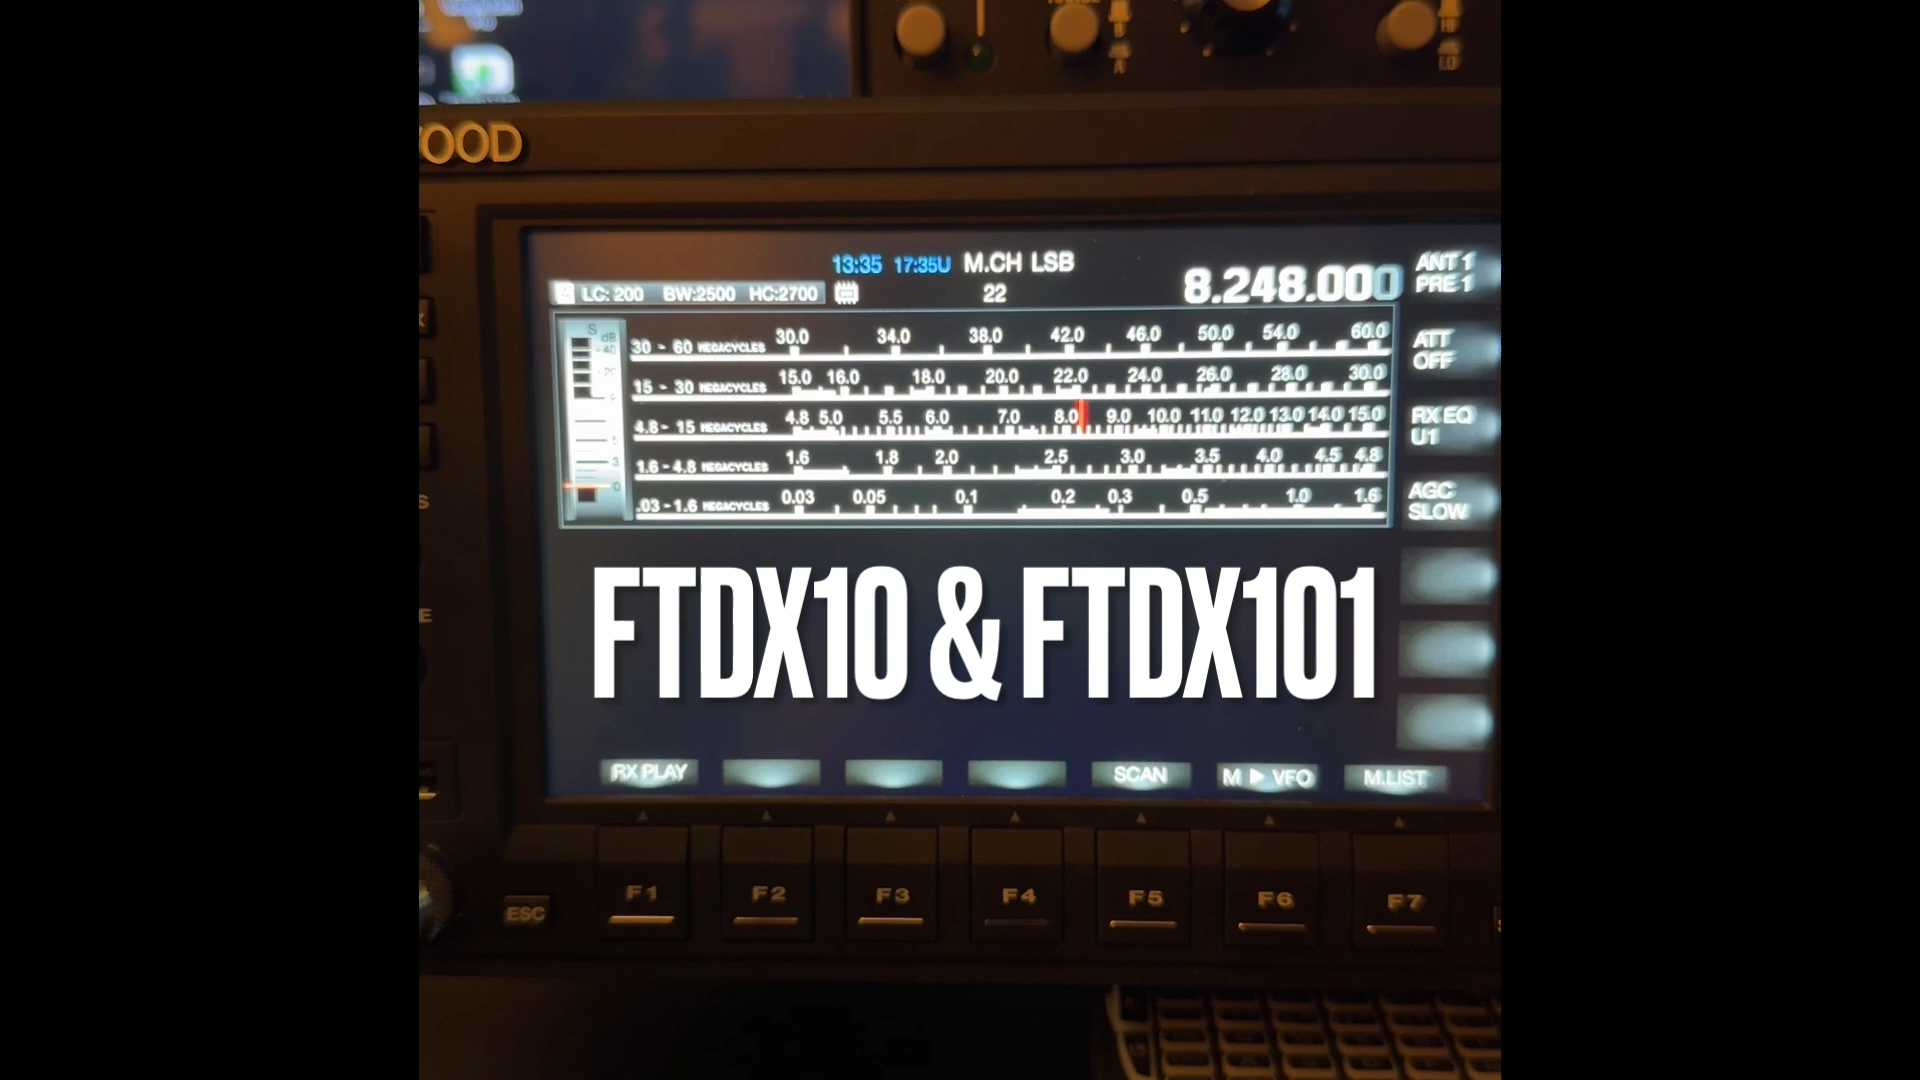 OOD
13:35 17:35U M.CH LSB
8.248.000
ANT 1
PRE 1
LC: 200 BW:2500 HC:2700
22
S
dB
+40
+20
30 - 60 MEGACYCLES 30.0 34.0 38.0 42.0 46.0 50.0 54.0 60.0
ATT
OFF
15 - 30 MEGACYCLES 15.0 16.0 18.0 20.0 22.0 24.0 26.0 28.0 30.0
4.8 - 15 MEGACYCLES 4.8 5.0 5.5 6.0 7.0 8.0 9.0 10.0 11.0 12.0 13.0 14.0 15.0
RX EQ
U1
5
3
0
1.6 - 4.8 MEGACYCLES 1.6 1.8 2.0 2.5 3.0 3.5 4.0 4.5 4.8
.03 - 1.6 MEGACYCLES 0.03 0.05 0.1 0.2 0.3 0.5 1.0 1.6
AGC
SLOW
FTDX10 & FTDX101
RX PLAY SCAN M ▶ VFO M.LIST
ESC F1 F2 F3 F4 F5 F6 F7